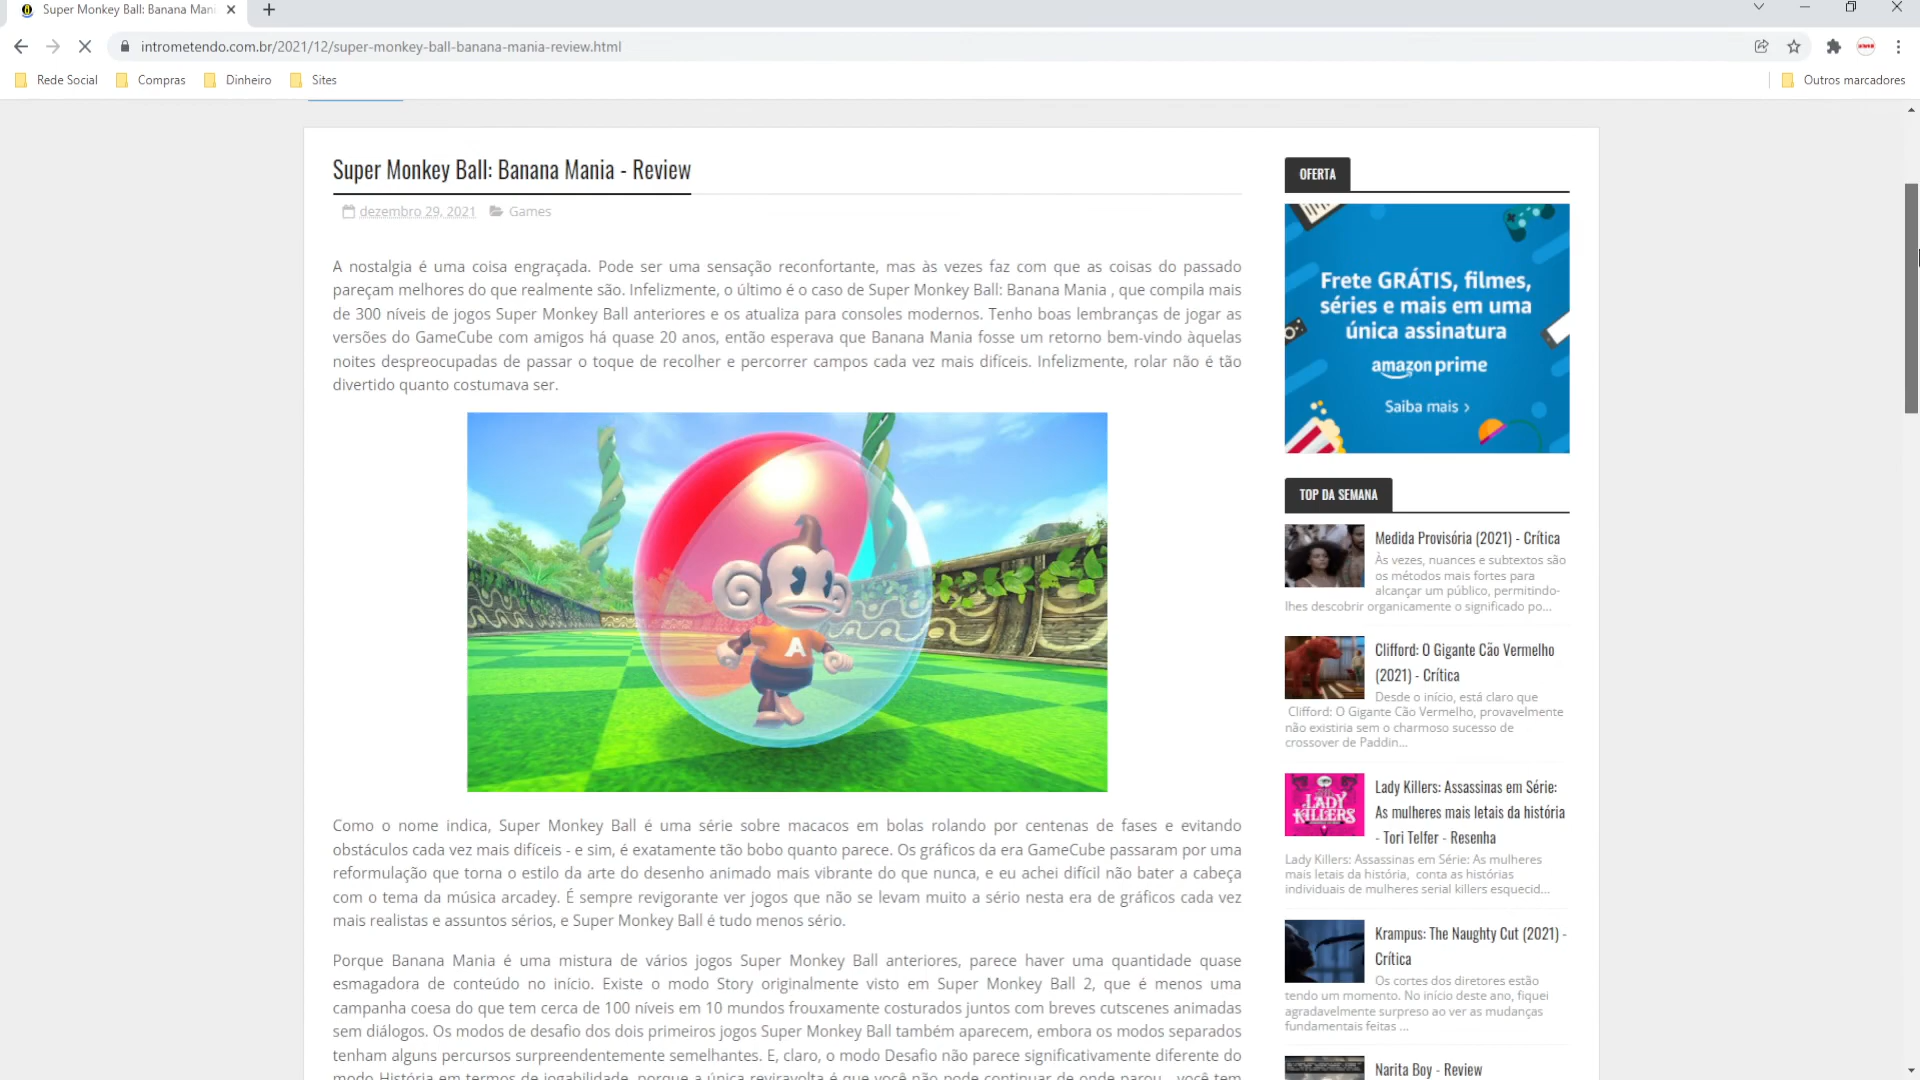 Super Monkey Ball: Banana Mani
intrometendo.com.br/2021/12/super-monkey-ball-banana-mania-review.html
Rede Social
Compras
Dinheiro
Sites
Outros marcadores
Super Monkey Ball: Banana Mania - Review
dezembro 29, 2021
Games
A nostalgia é uma coisa engraçada. Pode ser uma sensação reconfortante, mas às vezes faz com que as coisas do passado
pareçam melhores do que realmente são. Infelizmente, o último é o caso de Super Monkey Ball: Banana Mania , que compila mais
de 300 níveis de jogos Super Monkey Ball anteriores e os atualiza para consoles modernos. Tenho boas lembranças de jogar as
versões do GameCube com amigos há quase 20 anos, então esperava que Banana Mania fosse um retorno bem-vindo àquelas
noites despreocupadas de passar o toque de recolher e percorrer campos cada vez mais difíceis. Infelizmente, rolar não é tão
divertido quanto costumava ser.
A
Como o nome indica, Super Monkey Ball é uma série sobre macacos em bolas rolando por centenas de fases e evitando
obstáculos cada vez mais difíceis - e sim, é exatamente tão bobo quanto parece. Os gráficos da era GameCube passaram por uma
reformulação que torna o estilo da arte do desenho animado mais vibrante do que nunca, e eu achei difícil não bater a cabeça
com o tema da música arcadey. É sempre revigorante ver jogos que não se levam muito a sério nesta era de gráficos cada vez
mais realistas e assuntos sérios, e Super Monkey Ball é tudo menos sério.
Porque Banana Mania é uma mistura de vários jogos Super Monkey Ball anteriores, parece haver uma quantidade quase
esmagadora de conteúdo no início. Existe o modo Story originalmente visto em Super Monkey Ball 2, que é menos uma
campanha coesa do que tem cerca de 100 níveis em 10 mundos frouxamente costurados juntos com breves cutscenes animadas
sem diálogos. Os modos de desafio dos dois primeiros jogos Super Monkey Ball também aparecem, embora os modos separados
tenham alguns percursos surpreendentemente semelhantes. E, claro, o modo Desafio não parece significativamente diferente do
modo História em termos de jogabilidade, porque a única reviravolta é que você não pode continuar de onde parou - você tem
OFERTA
Frete GRÁTIS, filmes,
séries e mais em uma
única assinatura
amazon prime
Saiba mais >
TOP DA SEMANA
Medida Provisória (2021) - Crítica
Às vezes, nuances e subtextos são
os métodos mais fortes para
alcançar um público, permitindo-
lhes descobrir organicamente o significado po...
Clifford: O Gigante Cão Vermelho
(2021) - Crítica
Desde o início, está claro que
Clifford: O Gigante Cão Vermelho, provavelmente
não existiria sem o charmoso sucesso de
crossover de Paddin...
LADY
KILLERS
Lady Killers: Assassinas em Série:
As mulheres mais letais da história
- Tori Telfer - Resenha
Lady Killers: Assassinas em Série: As mulheres
mais letais da história, conta as histórias
individuais de mulheres serial killers esquecid...
Krampus: The Naughty Cut (2021) -
Crítica
Os cortes dos diretores estão
tendo um momento. No início deste ano, fiquei
agradavelmente surpreso ao ver as mudanças
fundamentais feitas ...
Narita Boy - Review